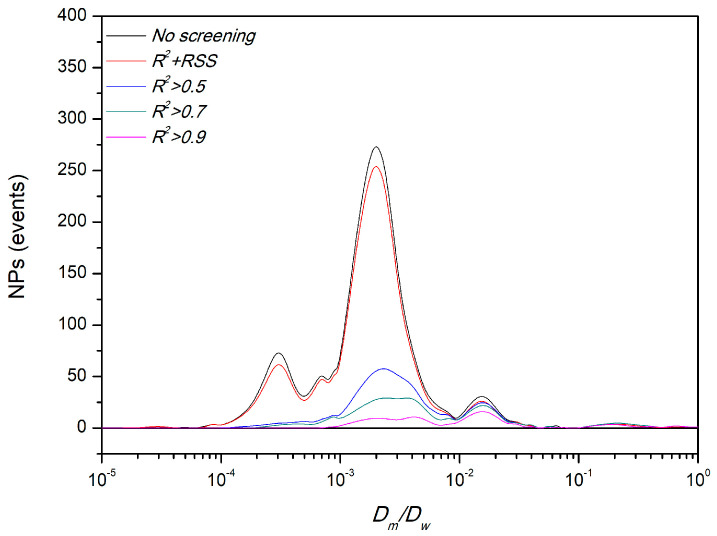 400
350
300
250
200
150
100
50
0
NPs (events)
No screening
R²+RSS
R²>0.5
R²>0.7
R²>0.9
10⁻⁵ 10⁻⁴ 10⁻³ 10⁻² 10⁻¹ 10⁰
Dₘ/D_w